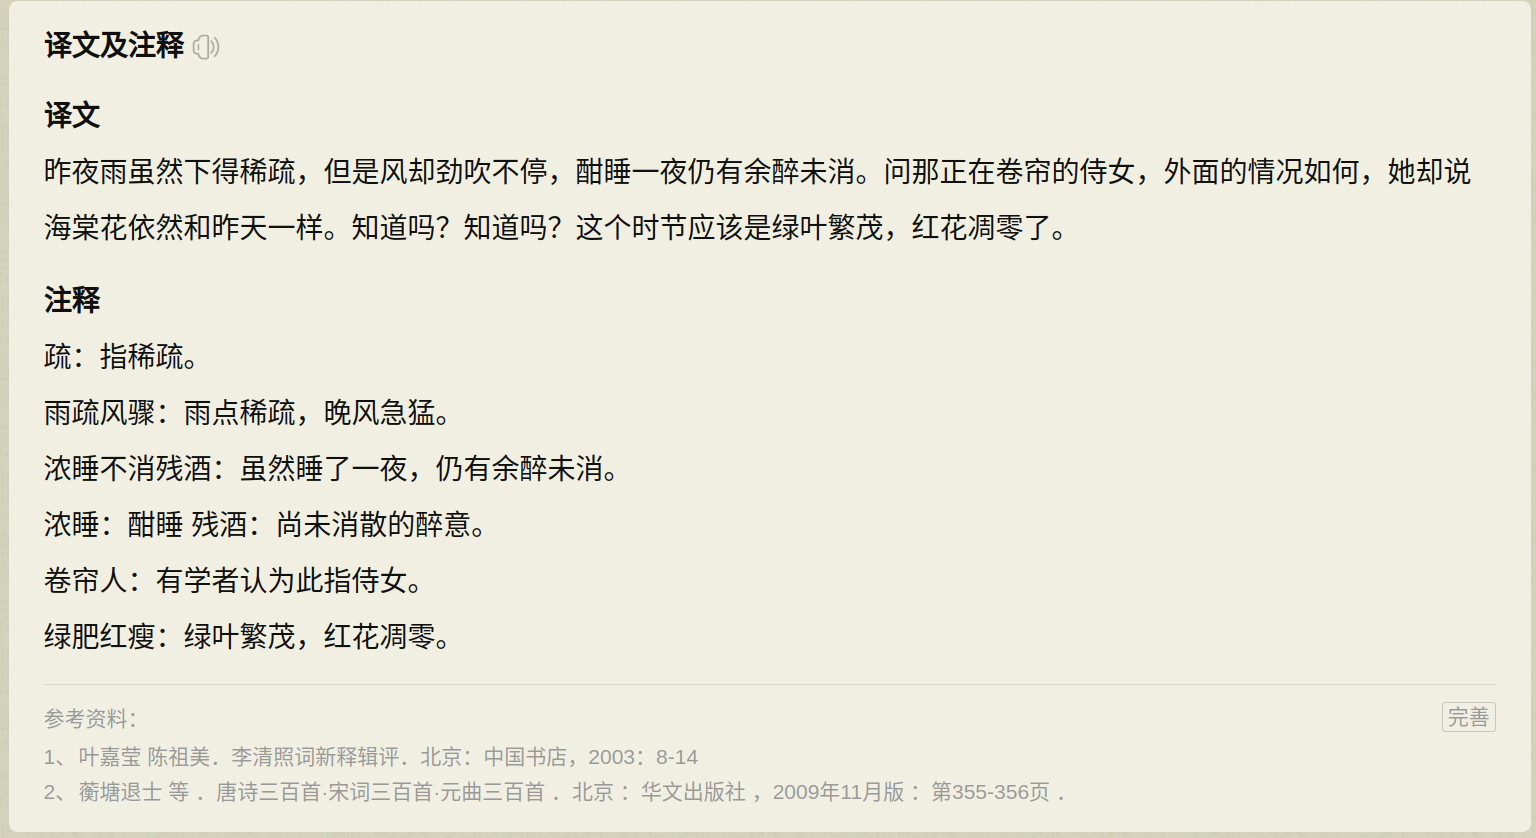 译文及注释
译文
昨夜雨虽然下得稀疏，但是风却劲吹不停，酣睡一夜仍有余醉未消。问那正在卷帘的侍女，外面的情况如何，她却说
海棠花依然和昨天一样。知道吗？知道吗？这个时节应该是绿叶繁茂，红花凋零了。
注释
疏：指稀疏。
雨疏风骤：雨点稀疏，晚风急猛。
浓睡不消残酒：虽然睡了一夜，仍有余醉未消。
浓睡：酣睡 残酒：尚未消散的醉意。
卷帘人：有学者认为此指侍女。
绿肥红瘦：绿叶繁茂，红花凋零。
参考资料：
完善
1、叶嘉莹 陈祖美．李清照词新释辑评．北京：中国书店，2003：8-14
2、蘅塘退士 等 ．唐诗三百首·宋词三百首·元曲三百首 ．北京 ：华文出版社 ，2009年11月版 ：第355-356页 ．